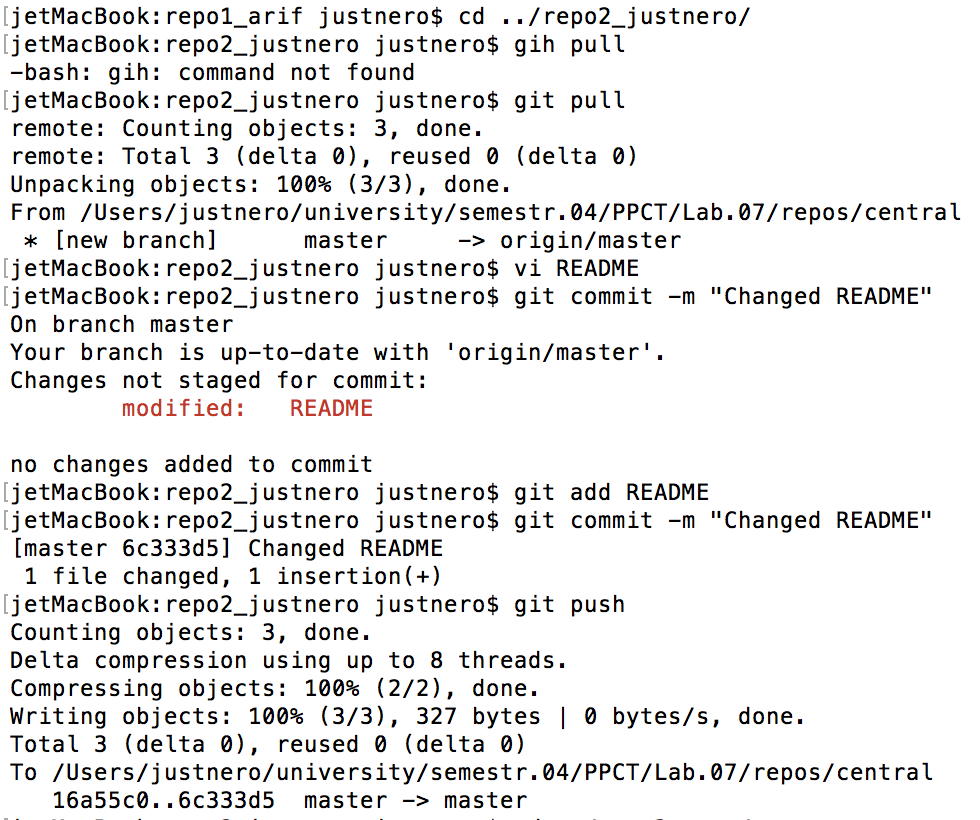 [jetMacBook:repo1_arif justnero$ cd ../repo2_justnero/
[jetMacBook:repo2_justnero justnero$ gih pull
-bash: gih: command not found
[jetMacBook:repo2_justnero justnero$ git pull
remote: Counting objects: 3, done.
remote: Total 3 (delta 0), reused 0 (delta 0)
Unpacking objects: 100% (3/3), done.
From /Users/justnero/university/semestr.04/PPCT/Lab.07/repos/central
 * [new branch]      master     -> origin/master
[jetMacBook:repo2_justnero justnero$ vi README
[jetMacBook:repo2_justnero justnero$ git commit -m "Changed README"
On branch master
Your branch is up-to-date with 'origin/master'.
Changes not staged for commit:
        modified:   README
no changes added to commit
[jetMacBook:repo2_justnero justnero$ git add README
[jetMacBook:repo2_justnero justnero$ git commit -m "Changed README"
[master 6c333d5] Changed README
 1 file changed, 1 insertion(+)
[jetMacBook:repo2_justnero justnero$ git push
Counting objects: 3, done.
Delta compression using up to 8 threads.
Compressing objects: 100% (2/2), done.
Writing objects: 100% (3/3), 327 bytes | 0 bytes/s, done.
Total 3 (delta 0), reused 0 (delta 0)
To /Users/justnero/university/semestr.04/PPCT/Lab.07/repos/central
   16a55c0..6c333d5  master -> master